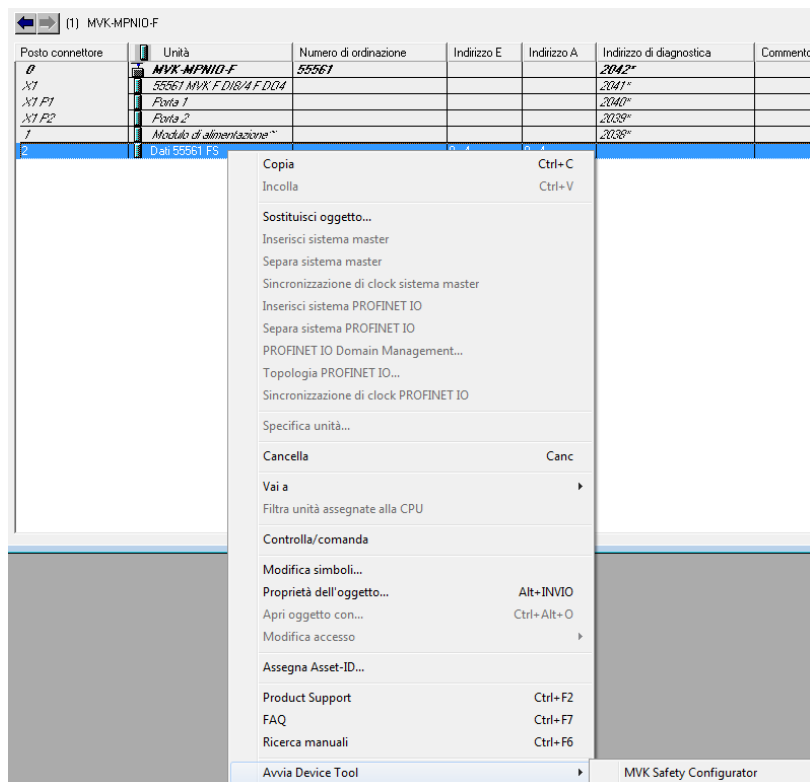 (1) MVK-MPNIO-F
Posto connettore Unità Numero di ordinazione Indirizzo E Indirizzo A Indirizzo di diagnostica Commento
0 MVK-MPNIO-F 55561 2042*
X1 55561 MVK F DI8/4 F DO4 2041*
X1 P1 Porta 1 2040*
X1 P2 Porta 2 2039*
1 Modulo di alimentazione 2038*
2 Dati 55561 FS
Copia Ctrl+C
Incolla Ctrl+V
Sostituisci oggetto...
Inserisci sistema master
Separa sistema master
Sincronizzazione di clock sistema master
Inserisci sistema PROFINET IO
Separa sistema PROFINET IO
PROFINET IO Domain Management...
Topologia PROFINET IO...
Sincronizzazione di clock PROFINET IO
Specifica unità...
Cancella Canc
Vai a
Filtra unità assegnate alla CPU
Controlla/comanda
Modifica simboli...
Proprietà dell'oggetto... Alt+INVIO
Apri oggetto con... Ctrl+Alt+O
Modifica accesso
Assegna Asset-ID...
Product Support Ctrl+F2
FAQ Ctrl+F7
Ricerca manuali Ctrl+F6
Avvia Device Tool MVK Safety Configurator